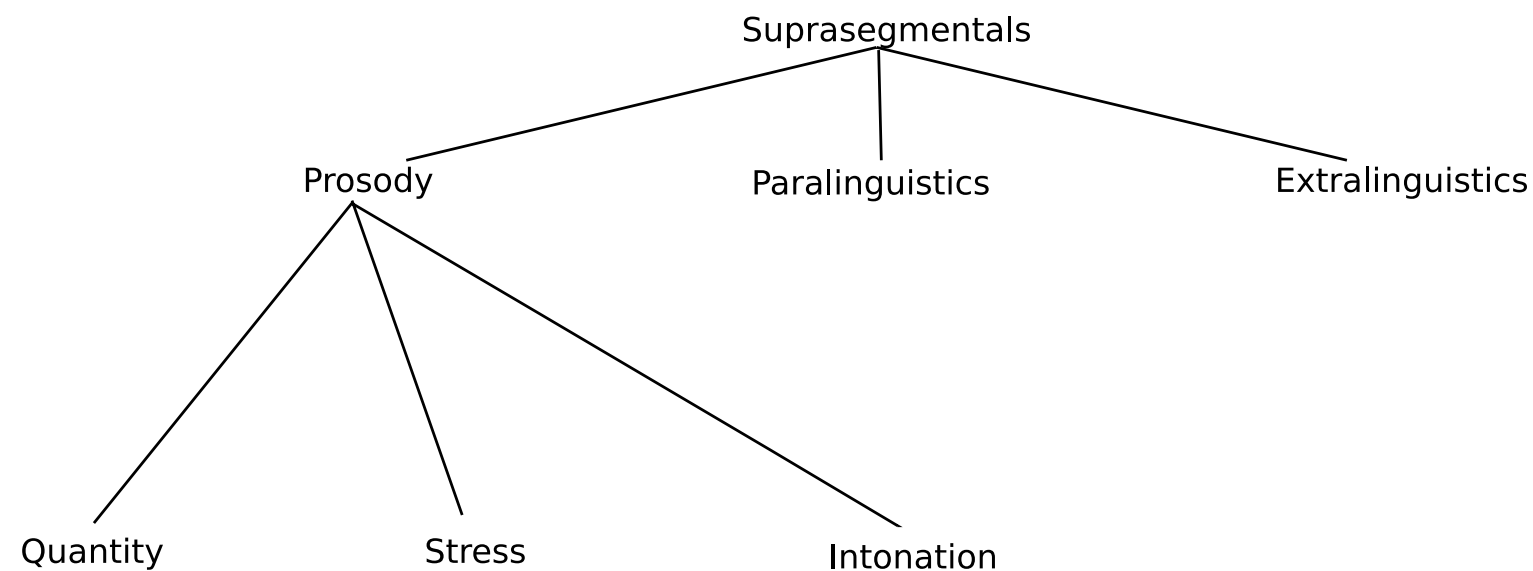 Suprasegmentals
Prosody
Paralinguistics
Extralinguistics
Quantity
Stress
Intonation